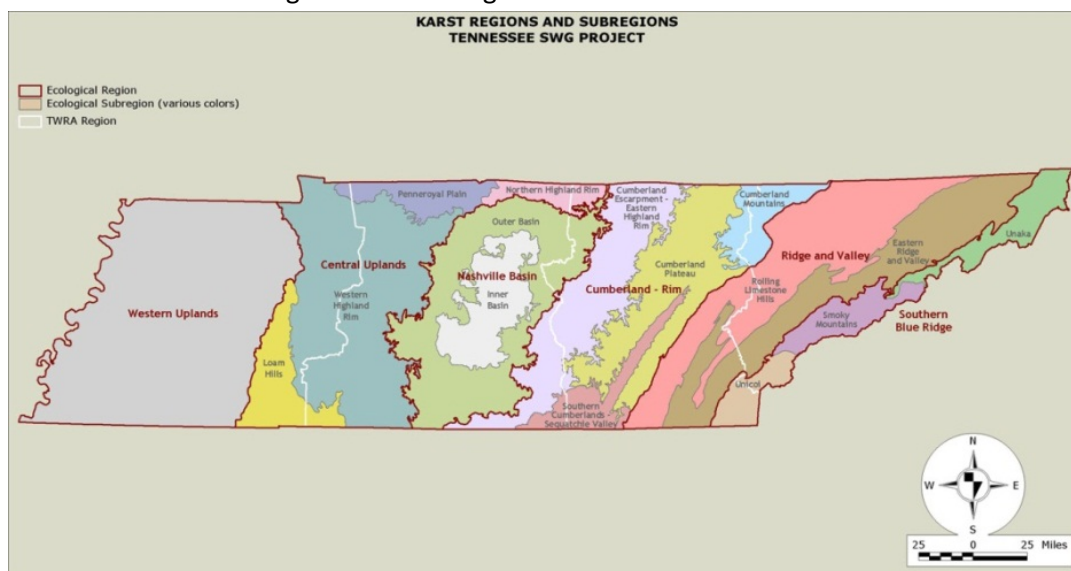 KARST REGIONS AND SUBREGIONS
TENNESSEE SWG PROJECT
Ecological Region
Ecological Subregion (various colors)
TWRA Region
Penneroyal Plain
Northern Highland Rim
Cumberland
Escarpment -
Eastern
Highland
Rim
Cumberland
Mountains
Outer Basin
Unaka
Eastern
Ridge
and Valley
Ridge and Valley
Central Uplands
Nashville Basin
Cumberland
Plateau
Cumberland - Rim
Rolling
Limestone
Hills
Western
Highland
Rim
Inner
Basin
Western Uplands
Smoky
Mountains
Southern
Blue Ridge
Loam
Hills
Unicoi
Southern
Cumberlands -
Sequatchie Valley
N
W
E
S
25
0
25 Miles